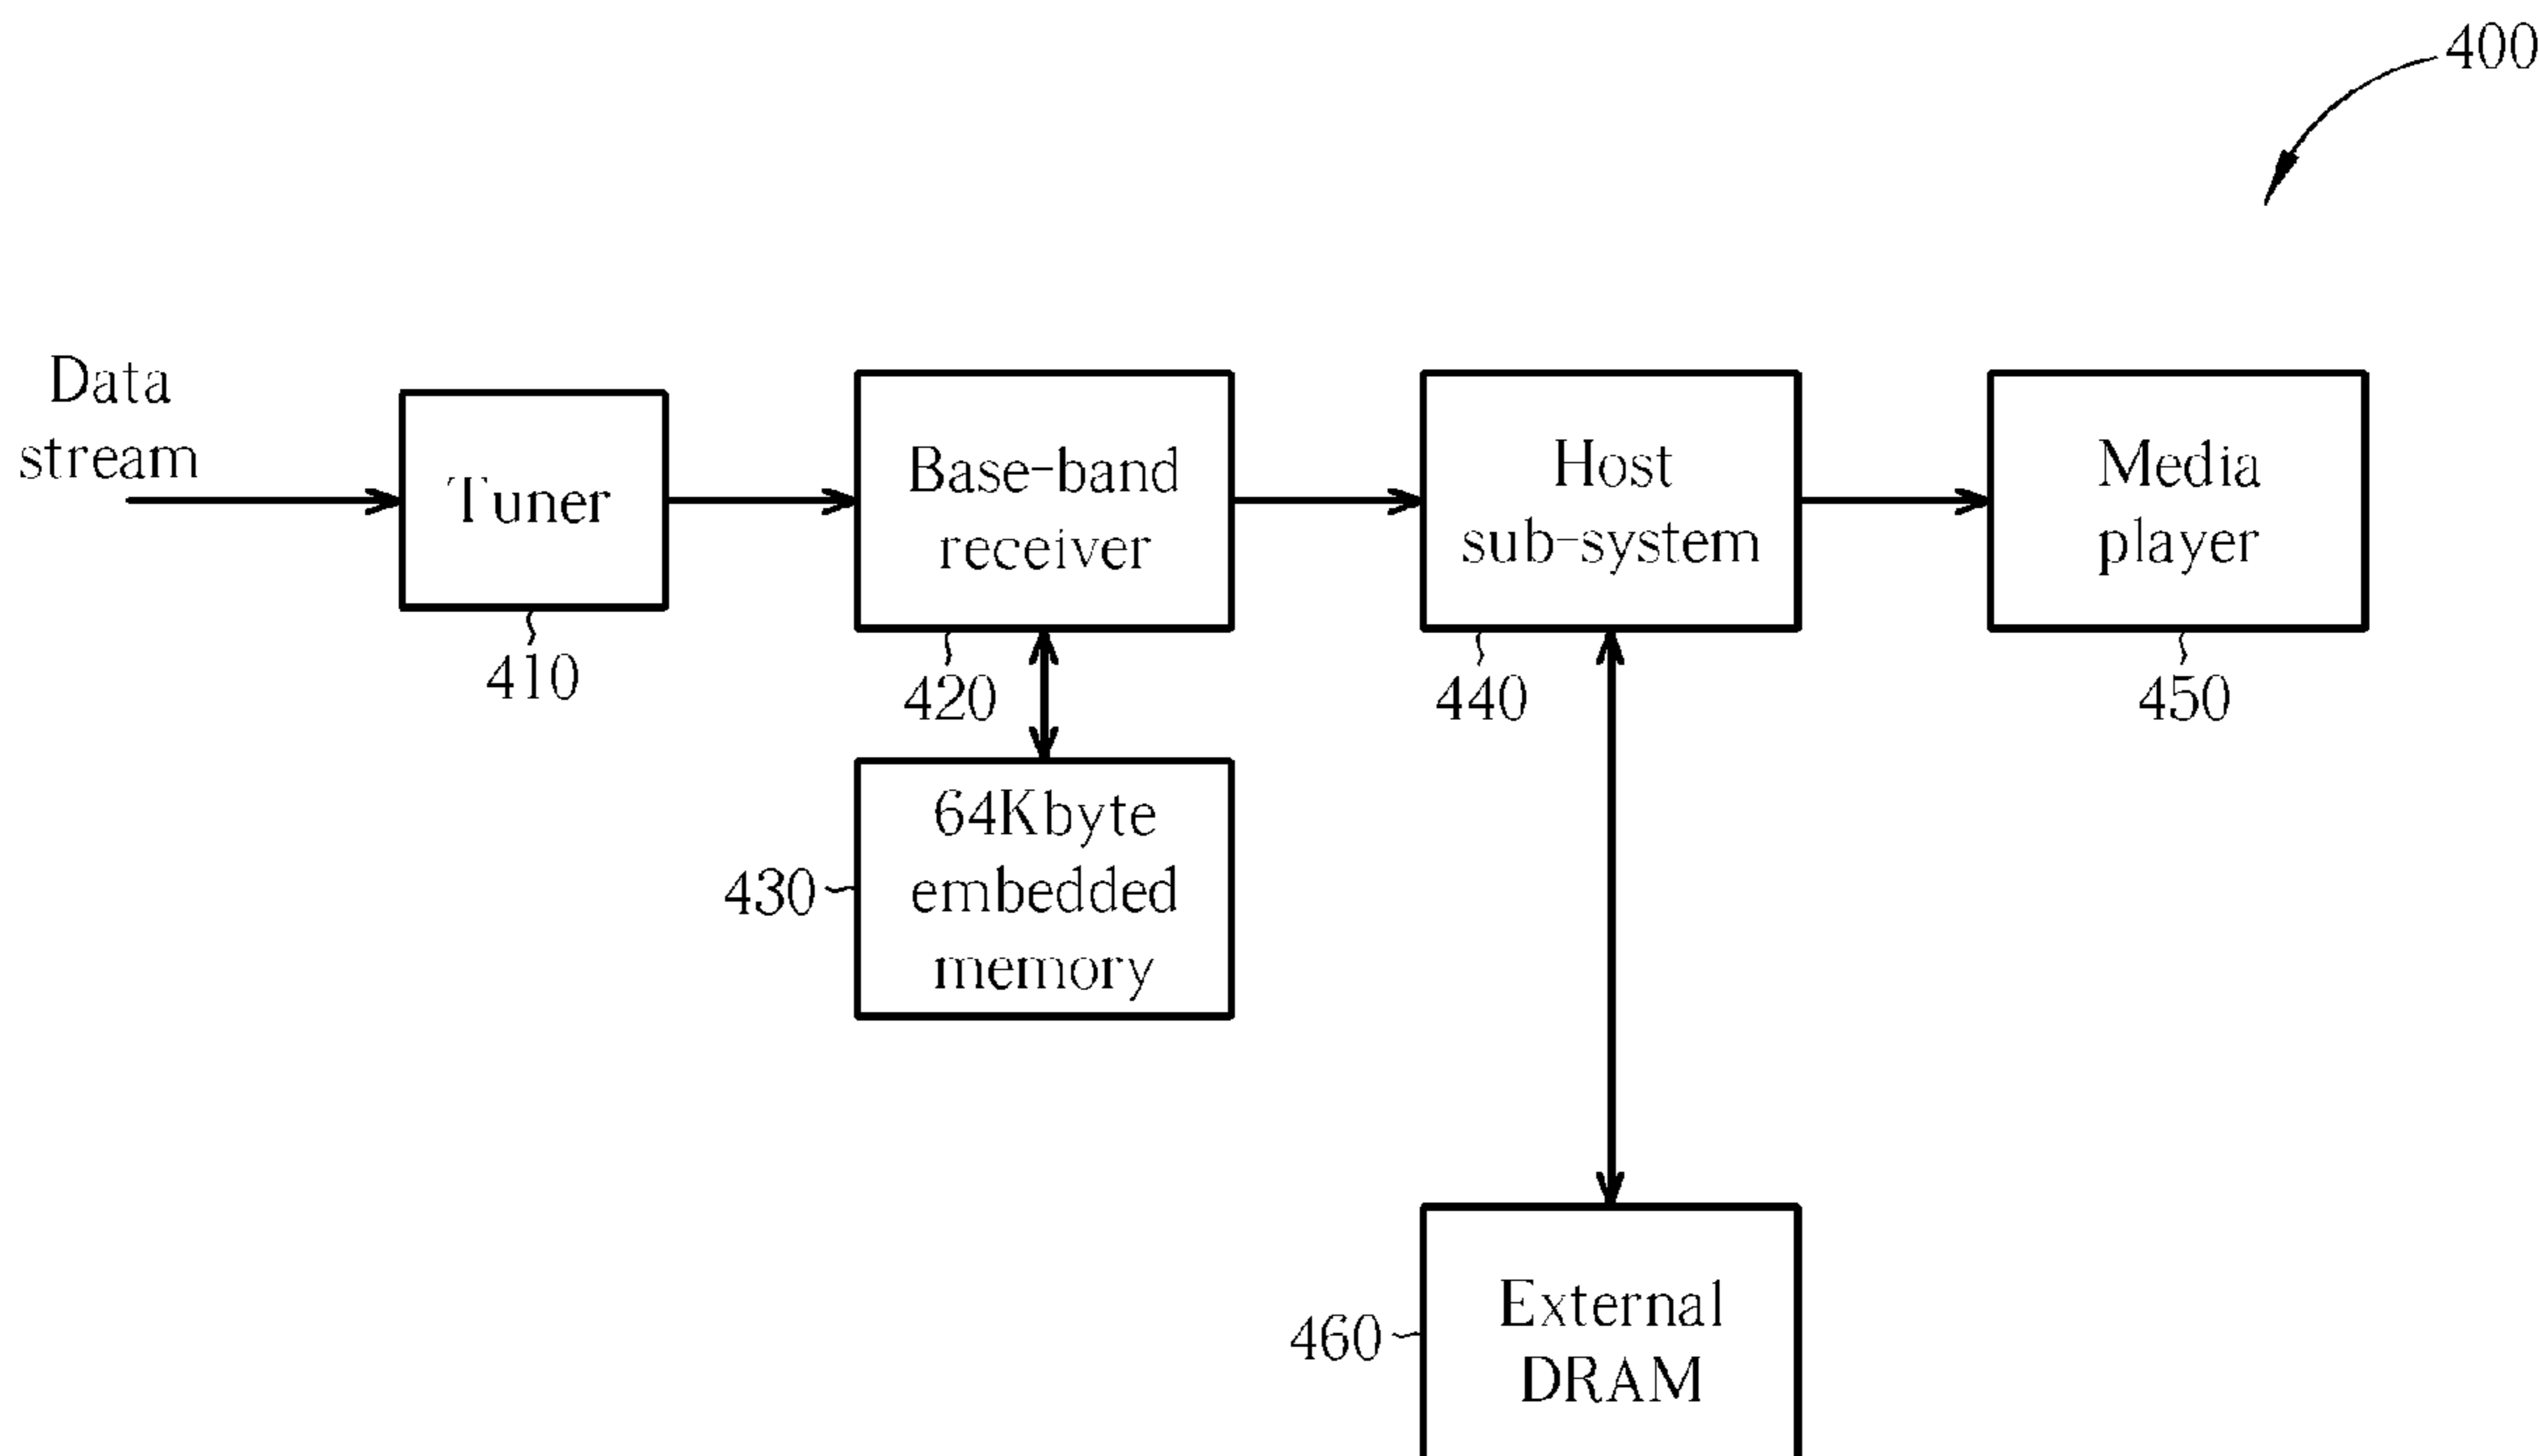 400
Data
stream
Tuner
410
Base-band
receiver
420
Host
sub-system
440
Media
player
450
64Kbyte
embedded
memory
430
External
DRAM
460